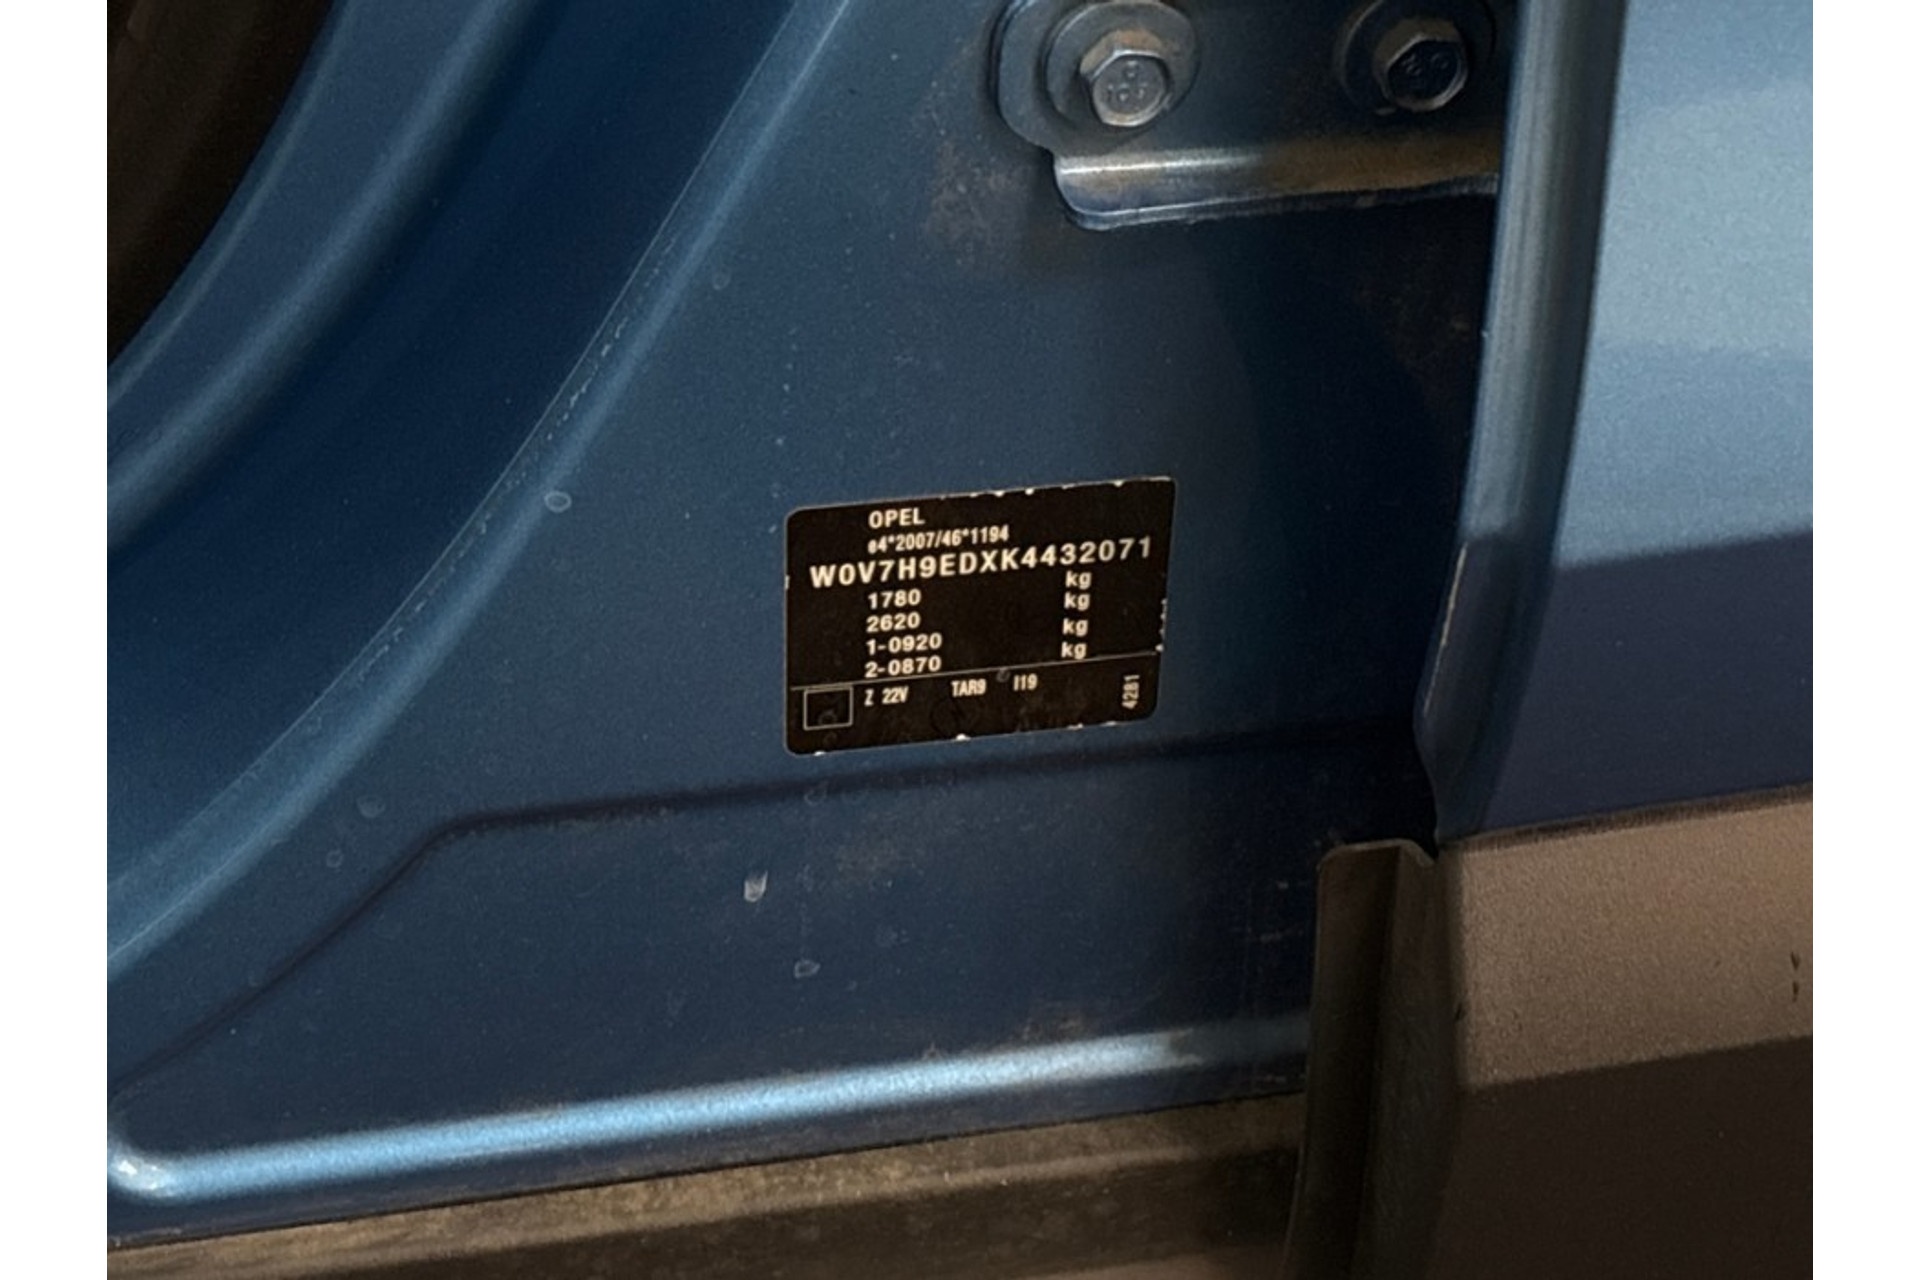 OPEL
e4*2007/46*1194
W0V7H9EDXK4432071
kg
1780 kg
2620 kg
1-0920 kg
2-0870
Z 22V TAR9 I19
4281